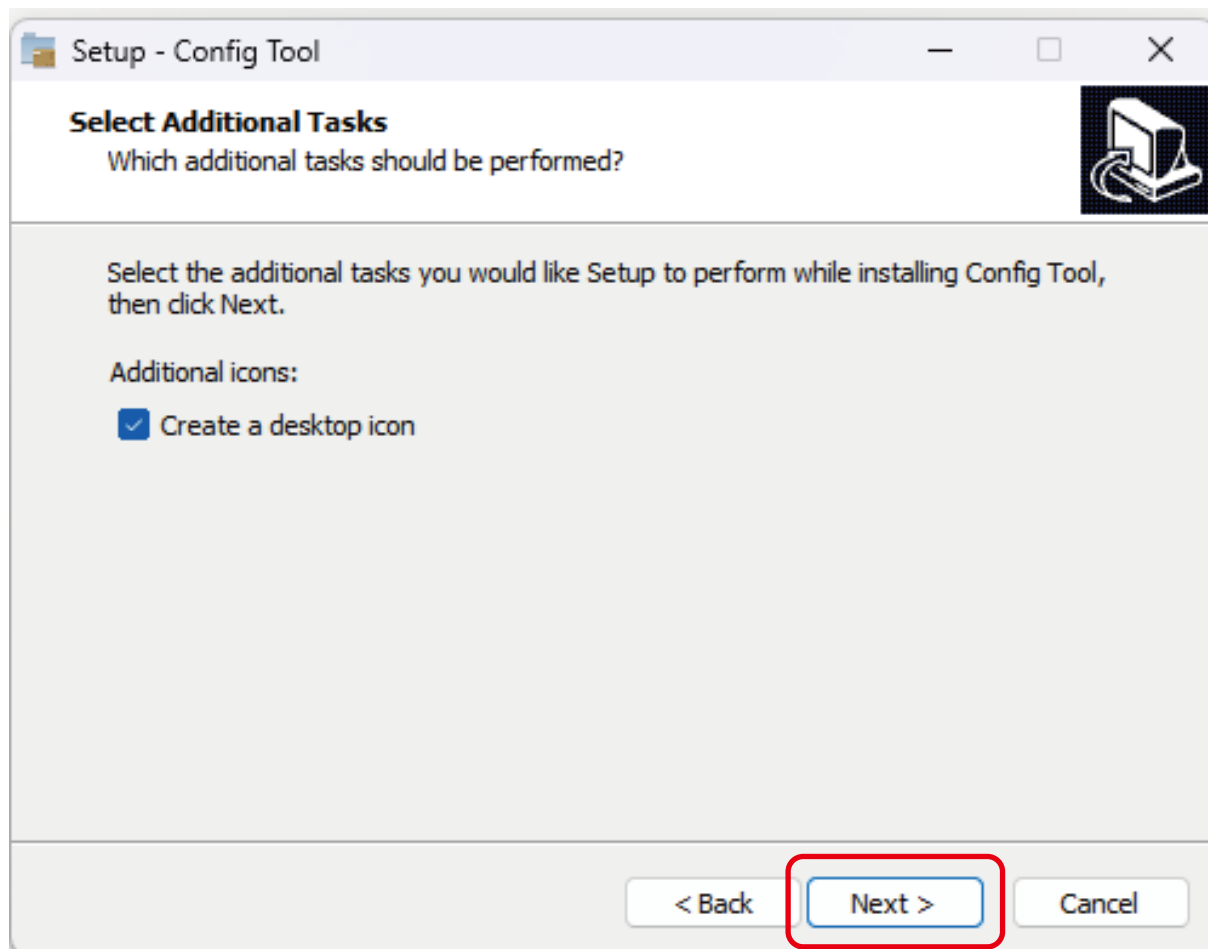 Setup - Config Tool
Select Additional Tasks
Which additional tasks should be performed?
Select the additional tasks you would like Setup to perform while installing Config Tool,
then click Next.
Additional icons:
Create a desktop icon
< Back Next > Cancel